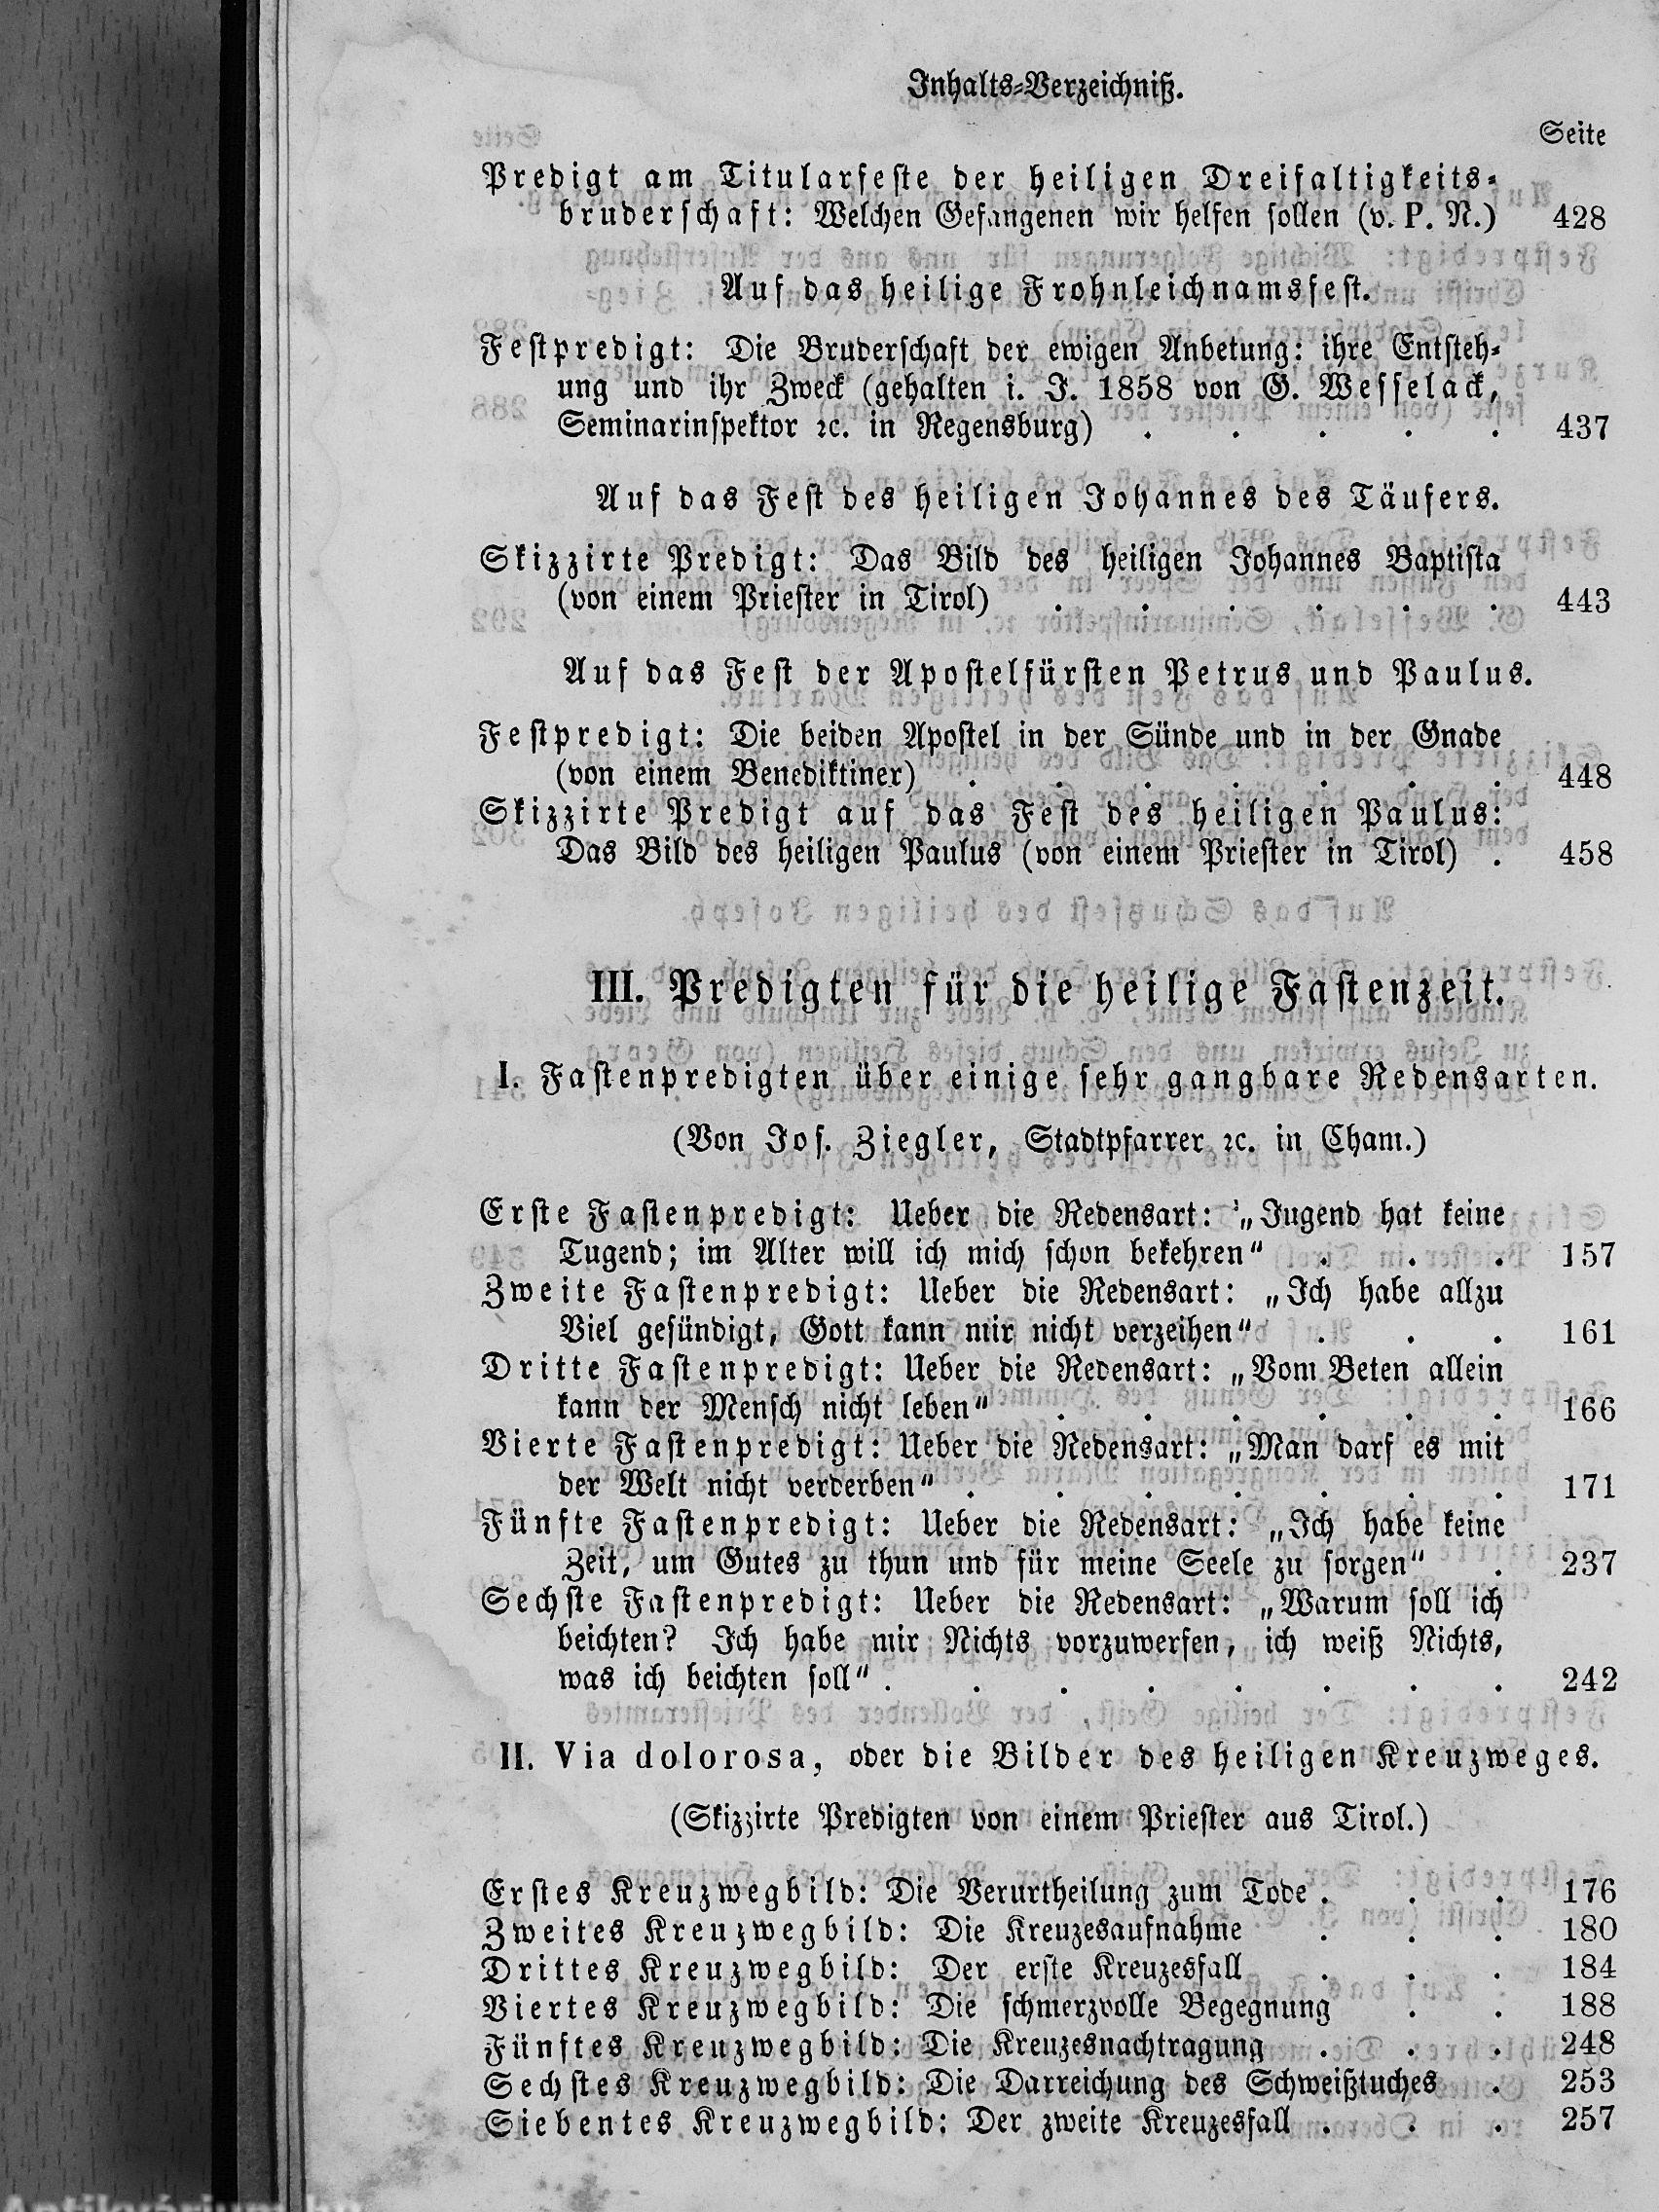 Inhalts-Verzeichniß.
Seite
Predigt am Titularfeste der heiligen Dreifaltigkeits-
bruderschaft: Welchen Gefangenen wir helfen sollen (v. P. N.) 428
Auf das heilige Frohnleichnamsfest.
Festpredigt: Die Bruderschaft der ewigen Anbetung: ihre Entsteh-
ung und ihr Zweck (gehalten i. J. 1858 von G. Wesselack,
Seminarinspektor ꝛc. in Regensburg) . . . . . 437
Auf das Fest des heiligen Johannes des Täufers.
Skizzirte Predigt: Das Bild des heiligen Johannes Baptista
(von einem Priester in Tirol) . . . . . . 443
Auf das Fest der Apostelfürsten Petrus und Paulus.
Festpredigt: Die beiden Apostel in der Sünde und in der Gnade
(von einem Benediktiner) . . . . . . . 448
Skizzirte Predigt auf das Fest des heiligen Paulus:
Das Bild des heiligen Paulus (von einem Priester in Tirol) . 458
III. Predigten für die heilige Fastenzeit.
I. Fastenpredigten über einige sehr gangbare Redensarten.
(Von Jos. Ziegler, Stadtpfarrer ꝛc. in Cham.)
Erste Fastenpredigt: Ueber die Redensart: „Jugend hat keine
Tugend; im Alter will ich mich schon bekehren“ . . . 157
Zweite Fastenpredigt: Ueber die Redensart: „Ich habe allzu
Viel gesündigt, Gott kann mir nicht verzeihen“ . . . 161
Dritte Fastenpredigt: Ueber die Redensart: „Vom Beten allein
kann der Mensch nicht leben“ . . . . . . 166
Vierte Fastenpredigt: Ueber die Redensart: „Man darf es mit
der Welt nicht verderben“ . . . . . . . 171
Fünfte Fastenpredigt: Ueber die Redensart: „Ich habe keine
Zeit, um Gutes zu thun und für meine Seele zu sorgen“ . 237
Sechste Fastenpredigt: Ueber die Redensart: „Warum soll ich
beichten? Ich habe mir Nichts vorzuwerfen, ich weiß Nichts,
was ich beichten soll“ . . . . . . . . 242
II. Via dolorosa, oder die Bilder des heiligen Kreuzweges.
(Skizzirte Predigten von einem Priester aus Tirol.)
Erstes Kreuzwegbild: Die Verurtheilung zum Tode . . . 176
Zweites Kreuzwegbild: Die Kreuzesaufnahme . . . 180
Drittes Kreuzwegbild: Der erste Kreuzesfall . . . 184
Viertes Kreuzwegbild: Die schmerzvolle Begegnung . . 188
Fünftes Kreuzwegbild: Die Kreuzesnachtragung . . . 248
Sechstes Kreuzwegbild: Die Darreichung des Schweißtuches . 253
Siebentes Kreuzwegbild: Der zweite Kreuzesfall . . . 257